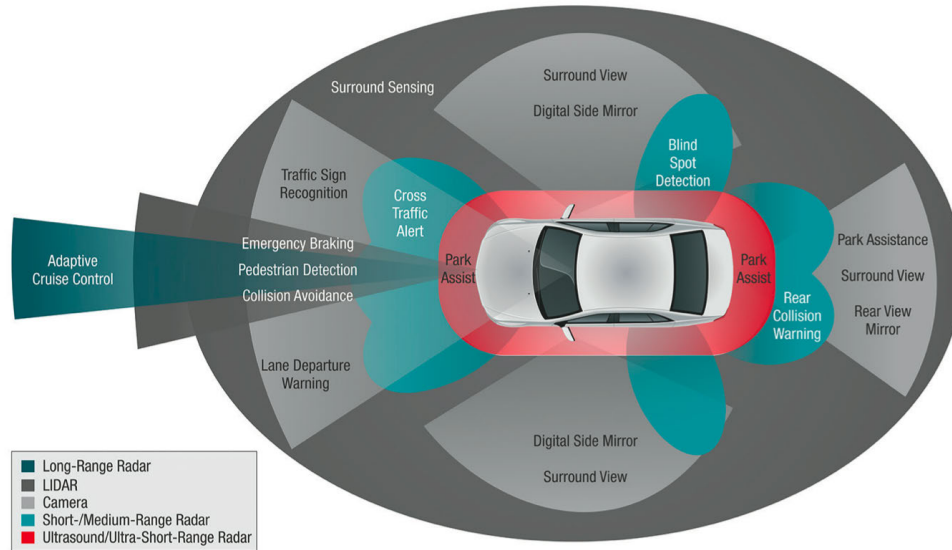 Surround Sensing
Surround View
Digital Side Mirror
Blind
Spot
Detection
Traffic Sign
Recognition
Cross
Traffic
Alert
Adaptive
Cruise Control
Emergency Braking
Pedestrian Detection
Collision Avoidance
Park
Assist
Park
Assist
Park Assistance
Surround View
Rear View
Mirror
Rear
Collision
Warning
Lane Departure
Warning
Digital Side Mirror
Surround View
Long-Range Radar
LIDAR
Camera
Short-/Medium-Range Radar
Ultrasound/Ultra-Short-Range Radar